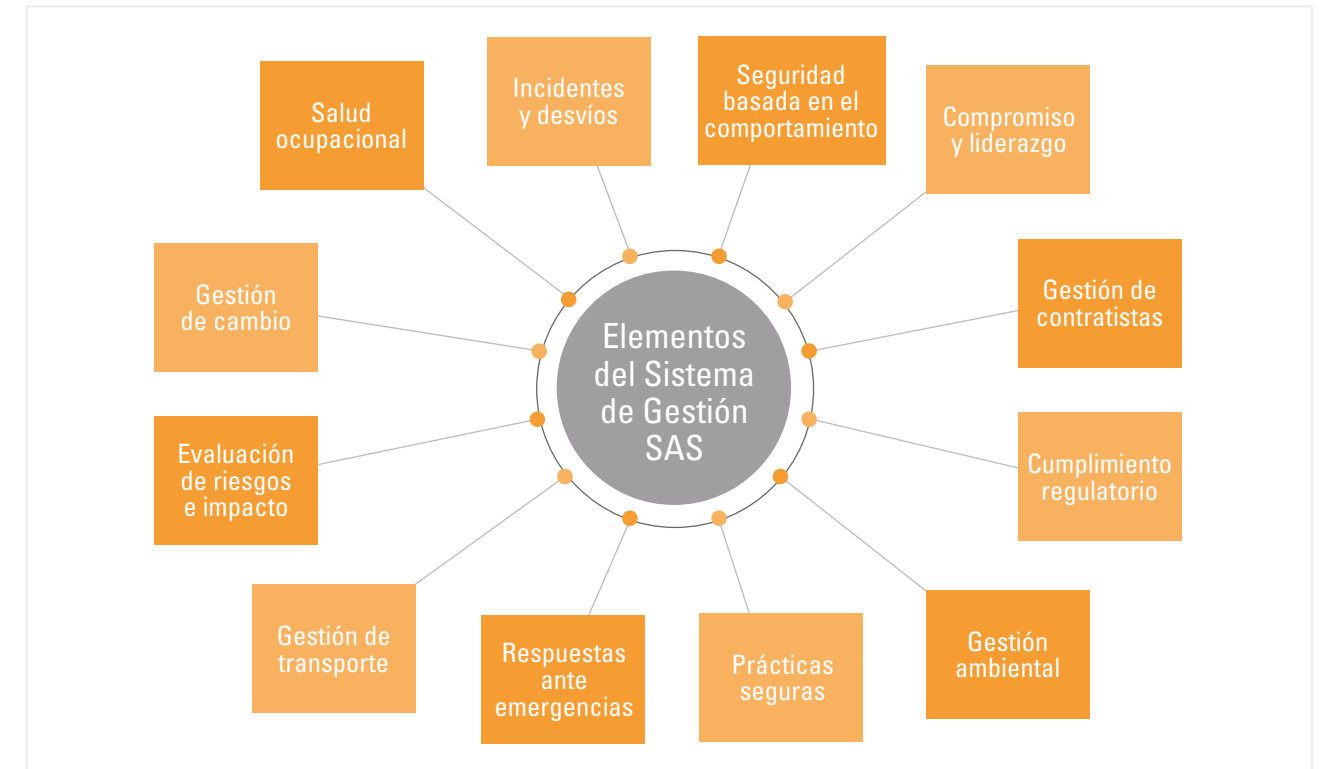 Elementos
del Sistema
de Gestión
SAS
Seguridad
basada en el
comportamiento
Compromiso
y liderazgo
Gestión de
contratistas
Cumplimiento
regulatorio
Gestión
ambiental
Prácticas
seguras
Respuestas
ante
emergencias
Gestión de
transporte
Evaluación
de riesgos
e impacto
Gestión
de cambio
Salud
ocupacional
Incidentes
y desvíos